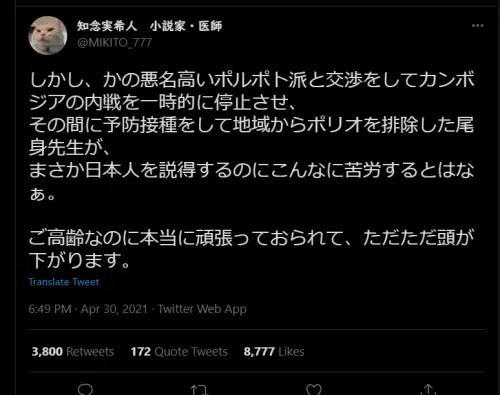 知念実希人　小説家・医師
@MIKITO_777
しかし、かの悪名高いポルポト派と交渉をしてカンボ
ジアの内戦を一時的に停止させ、
その間に予防接種をして地域からポリオを排除した尾
身先生が、
まさか日本人を説得するのにこんなに苦労するとはな
ぁ。
ご高齢なのに本当に頑張っておられて、ただただ頭が
下がります。
Translate Tweet
6:49 PM · Apr 30, 2021 · Twitter Web App
3,800 Retweets 172 Quote Tweets 8,777 Likes